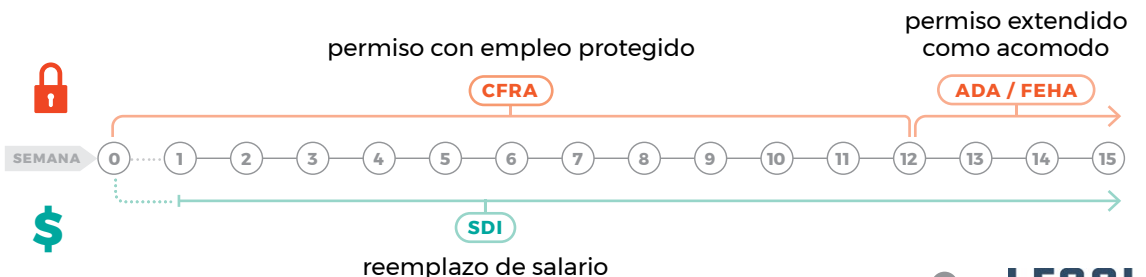 permiso extendido
como acomodo
permiso con empleo protegido
CFRA
ADA / FEHA
SEMANA 0 1 2 3 4 5 6 7 8 9 10 11 12 13 14 15
$
SDI
reemplazo de salario